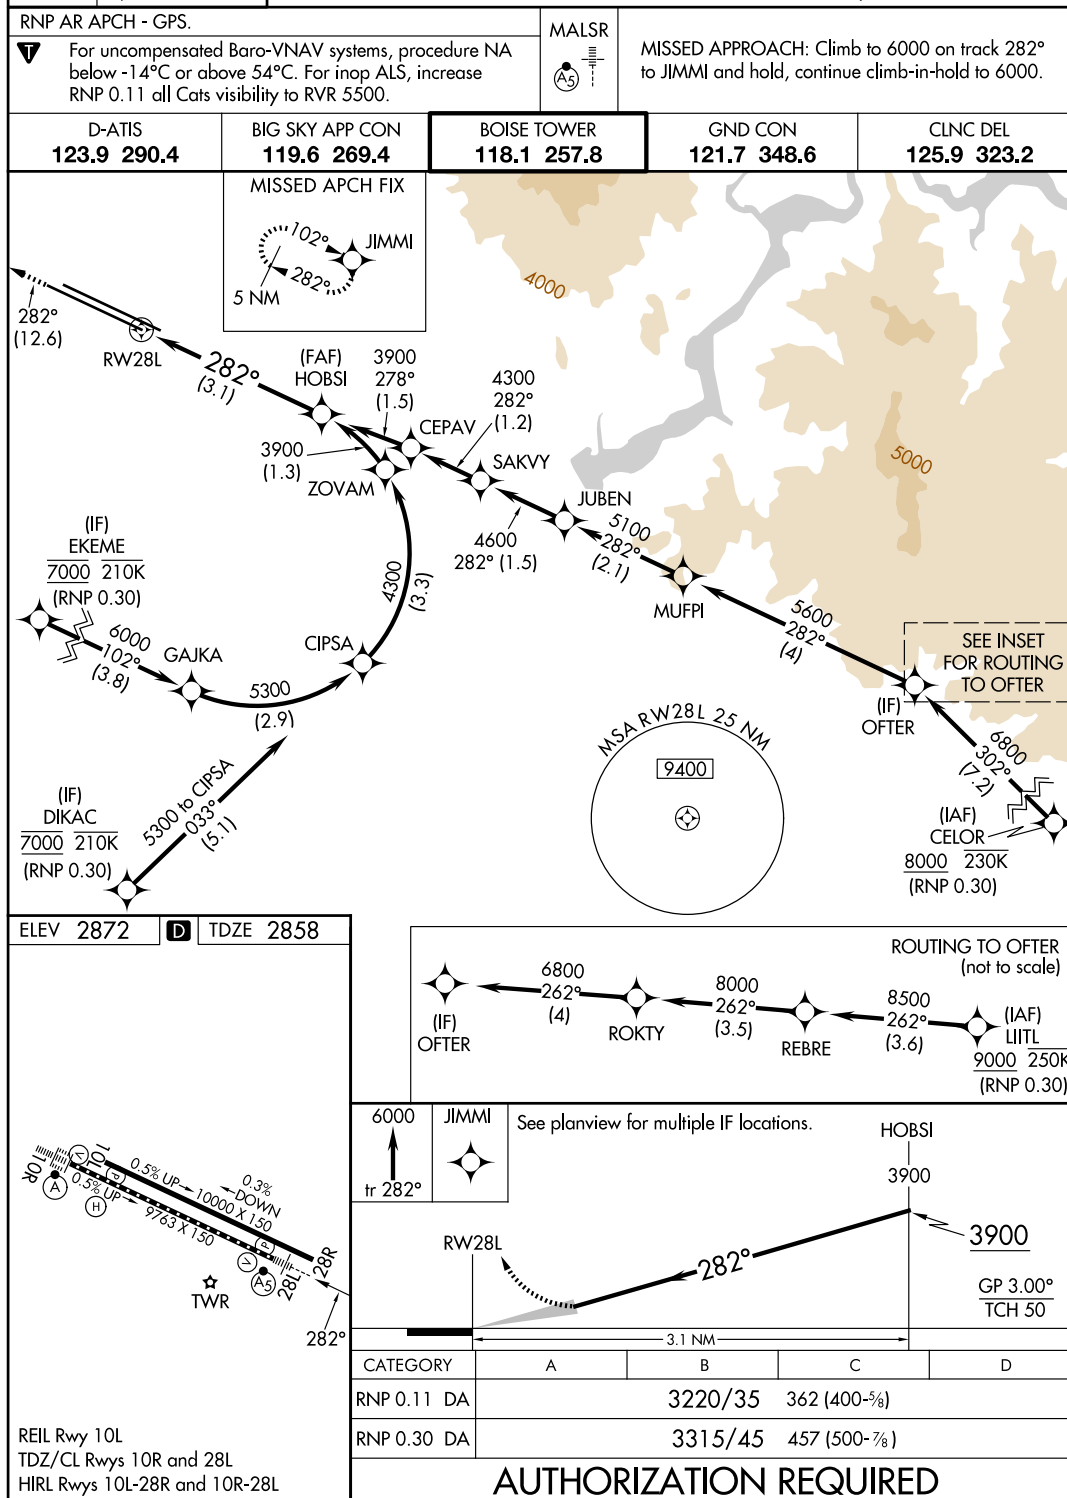 RNP AR APCH - GPS.
T
For uncompensated Baro-VNAV systems, procedure NA
below -14°C or above 54°C. For inop ALS, increase
RNP 0.11 all Cats visibility to RVR 5500.
MALSR
A5
MISSED APPROACH: Climb to 6000 on track 282°
to JIMMI and hold, continue climb-in-hold to 6000.
D-ATIS
123.9 290.4
BIG SKY APP CON
119.6 269.4
BOISE TOWER
118.1 257.8
GND CON
121.7 348.6
CLNC DEL
125.9 323.2
MISSED APCH FIX
102°
JIMMI
282°
5 NM
4000
5000
282°
(12.6)
RW28L
282°
(3.1)
(FAF)
HOBSI
3900
278°
(1.5)
4300
282°
(1.2)
CEPAV
3900
(1.3)
ZOVAM
SAKVY
JUBEN
4600
282° (1.5)
5100
282°
(2.1)
MUFPI
5600
282°
(4)
SEE INSET
FOR ROUTING
TO OFTER
(IF)
OFTER
6800
302°
(7.2)
(IAF)
CELOR
8000 230K
(RNP 0.30)
(IF)
EKEME
7000 210K
(RNP 0.30)
6000
102°
(3.8)
GAJKA
5300
(2.9)
CIPSA
4300
(3.3)
(IF)
DIKAC
7000 210K
(RNP 0.30)
5300 to CIPSA
033°
(5.1)
MSA RW28L 25 NM
9400
ELEV 2872
D
TDZE 2858
ROUTING TO OFTER
(not to scale)
(IF)
OFTER
6800
262°
(4)
ROKTY
8000
262°
(3.5)
REBRE
8500
262°
(3.6)
(IAF)
LIITL
9000 250K
(RNP 0.30)
10R
10L
A
V
P
H
0.5% UP
0.3%
DOWN
10000 X 150
0.5% UP
9763 X 150
P
V
A5
28L
28R
TWR
282°
REIL Rwy 10L
TDZ/CL Rwys 10R and 28L
HIRL Rwys 10L-28R and 10R-28L
6000
tr 282°
JIMMI
See planview for multiple IF locations.
HOBSI
3900
RW28L
282°
3900
GP 3.00°
TCH 50
3.1 NM
CATEGORY A B C D
RNP 0.11 DA 3220/35 362 (400-⅝)
RNP 0.30 DA 3315/45 457 (500-⅞)
AUTHORIZATION REQUIRED